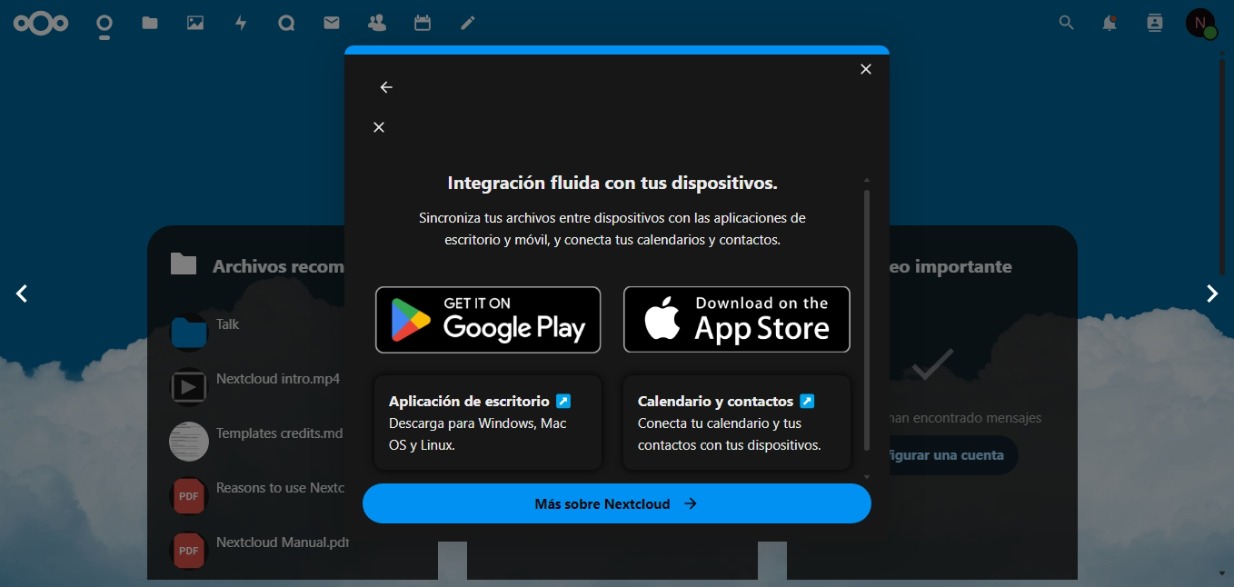 N
Integración fluida con tus dispositivos.
Sincroniza tus archivos entre dispositivos con las aplicaciones de
escritorio y móvil, y conecta tus calendarios y contactos.
GET IT ON
Google Play
Download on the
App Store
Aplicación de escritorio
Descarga para Windows, Mac
OS y Linux.
Calendario y contactos
Conecta tu calendario y tus
contactos con tus dispositivos.
Más sobre Nextcloud
Archivos recom
Talk
Nextcloud intro.mp4
Templates credits.md
PDF
Reasons to use Nextc
PDF
Nextcloud Manual.pdf
eo importante
han encontrado mensajes
figurar una cuenta